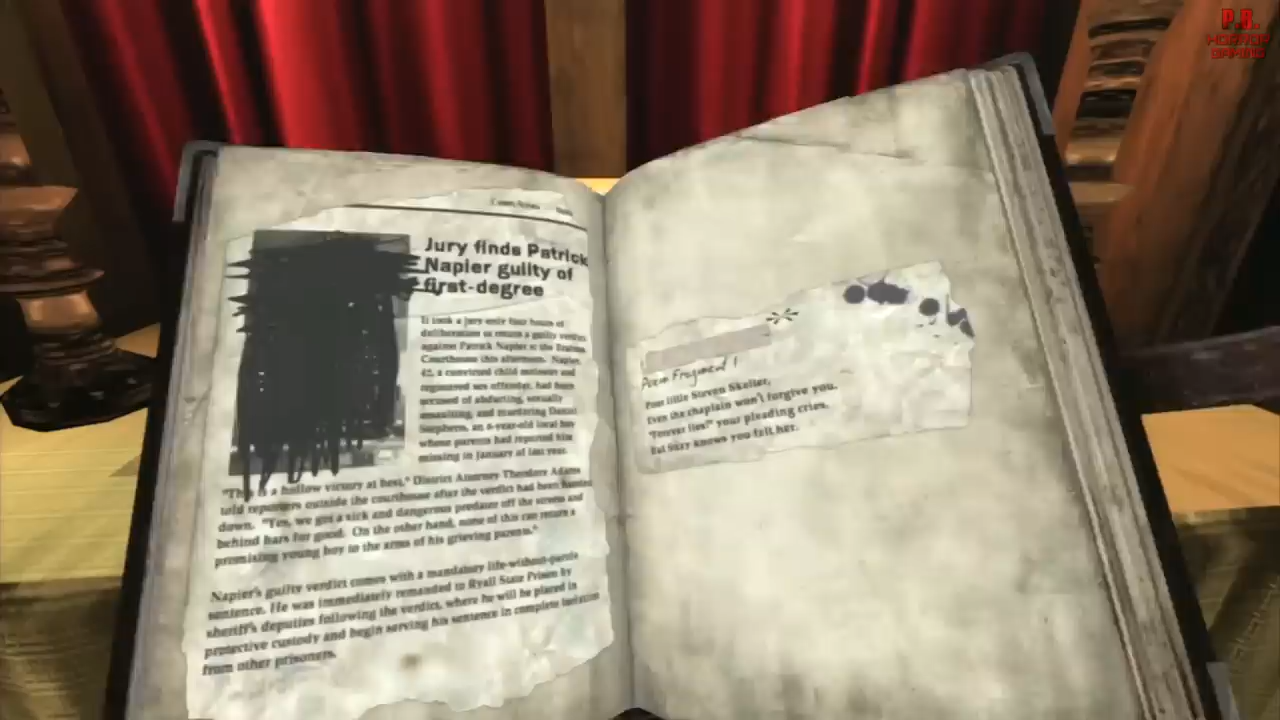 P.R.
HORROR
GAMING
Jury finds Patrick
Napier guilty of
first-degree
It took a jury only four hours of
deliberation to return a guilty verdict
against Patrick Napier at the
Courthouse this afternoon. Napier,
42, a convicted child molester and
registered sex offender, had been
accused of abducting, sexually
assaulting, and murdering Daniel
Stephens, an 8-year-old local boy
whose parents had reported him
missing in January of last year.
"This is a hollow victory at best," District Attorney Theodore Adams
told reporters outside the courthouse after the verdict had been handed
down. "Yes, we got a sick and dangerous predator off the streets and
behind bars for good. On the other hand, none of this can return a
promising young boy to the arms of his grieving parents."
Napier's guilty verdict comes with a mandatory life-without-parole
sentence. He was immediately remanded to Ryall State Prison by
sheriff's deputies following the verdict, where he will be placed in
protective custody and begin serving his sentence in complete isolation
from other prisoners.
Poem Fragment 1
Poor little Steven Skelter,
Even the chaplain won't forgive you.
"Forever lies!" your pleading cries.
But Suzy knows you felt her.